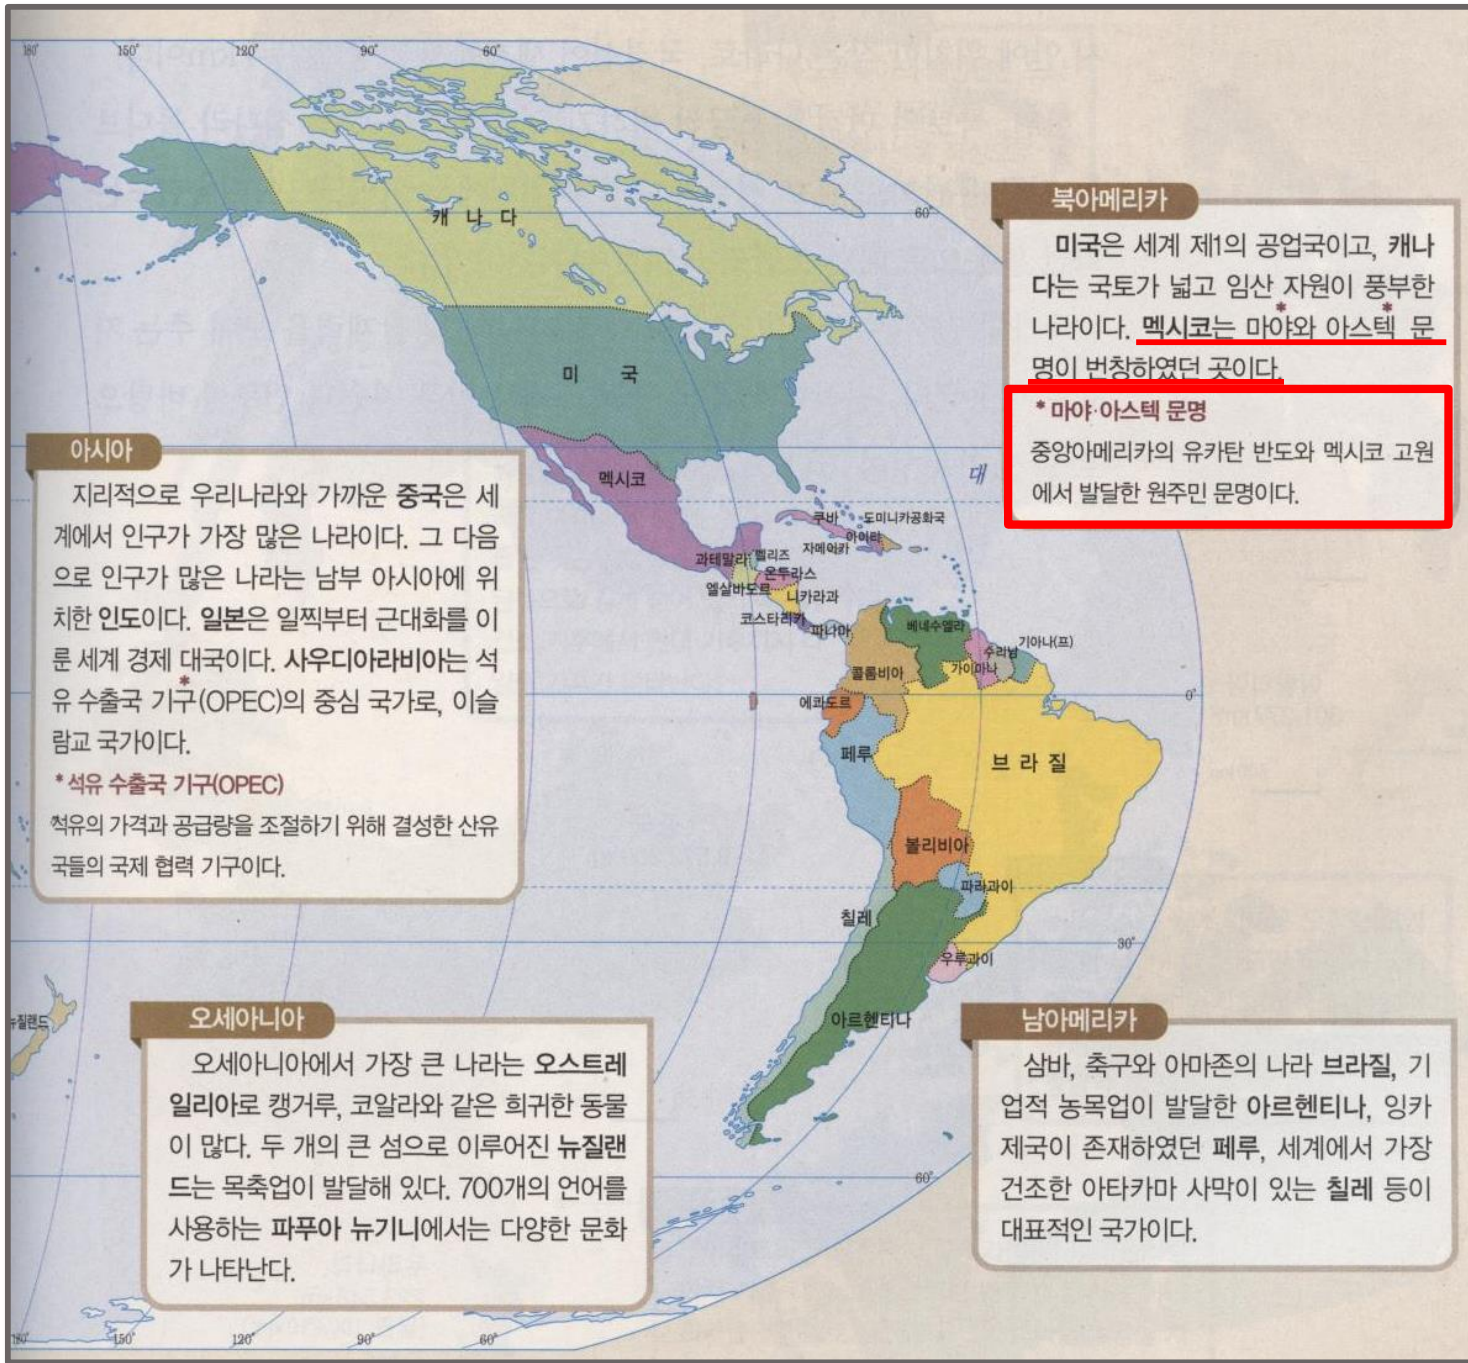 180°
150°
120°
90°
60°
캐 나 다
60°
미 국
멕시코
대
쿠바
도미니카공화국
아이티
자메이카
과테말라
벨리즈
온두라스
엘살바도르
니카라과
코스타리카
파나마
베네수엘라
기아나(프)
수리남
가이아나
콜롬비아
에콰도르
0°
페루
브 라 질
볼리비아
파라과이
칠레
30°
우루과이
아르헨티나
뉴질랜드
60°
180°
150°
120°
90°
60°
북아메리카
미국은 세계 제1의 공업국이고, 캐나
다는 국토가 넓고 임산 자원이 풍부한
나라이다. 멕시코는 마야*와 아스텍* 문
명이 번창하였던 곳이다.
* 마야·아스텍 문명
중앙아메리카의 유카탄 반도와 멕시코 고원
에서 발달한 원주민 문명이다.
아시아
지리적으로 우리나라와 가까운 중국은 세
계에서 인구가 가장 많은 나라이다. 그 다음
으로 인구가 많은 나라는 남부 아시아에 위
치한 인도이다. 일본은 일찍부터 근대화를 이
룬 세계 경제 대국이다. 사우디아라비아는 석
유 수출국 기구*(OPEC)의 중심 국가로, 이슬
람교 국가이다.
* 석유 수출국 기구(OPEC)
석유의 가격과 공급량을 조절하기 위해 결성한 산유
국들의 국제 협력 기구이다.
오세아니아
오세아니아에서 가장 큰 나라는 오스트레
일리아로 캥거루, 코알라와 같은 희귀한 동물
이 많다. 두 개의 큰 섬으로 이루어진 뉴질랜
드는 목축업이 발달해 있다. 700개의 언어를
사용하는 파푸아 뉴기니에서는 다양한 문화
가 나타난다.
남아메리카
삼바, 축구와 아마존의 나라 브라질, 기
업적 농목업이 발달한 아르헨티나, 잉카
제국이 존재하였던 페루, 세계에서 가장
건조한 아타카마 사막이 있는 칠레 등이
대표적인 국가이다.